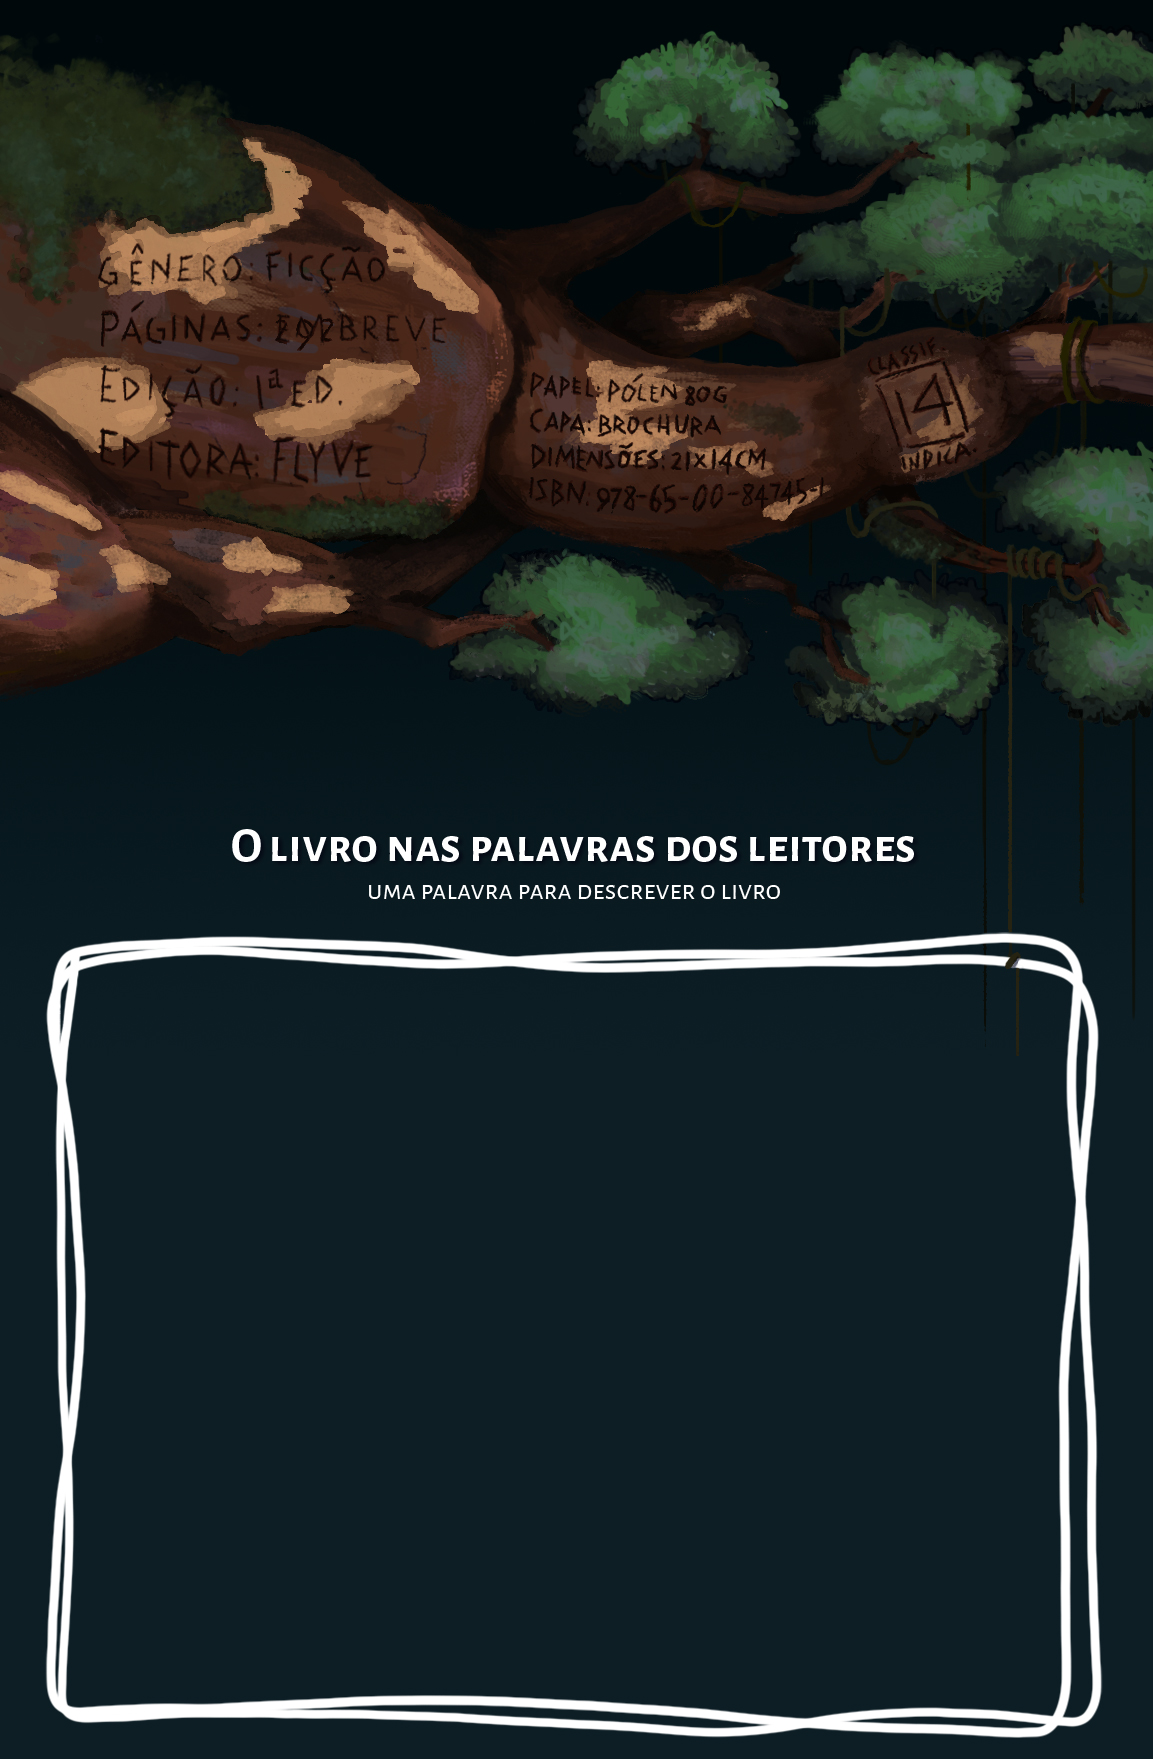 GÊNERO: FICÇÃO
PÁGINAS: BREVE
EDIÇÃO: 1ª ED.
EDITORA: FLYVE
PAPEL: PÓLEN 80G
CAPA: BROCHURA
DIMENSÕES: 21X14CM
ISBN: 978-65-00-84745-1
CLASSIF.
14
INDICA.
O LIVRO NAS PALAVRAS DOS LEITORES
UMA PALAVRA PARA DESCREVER O LIVRO